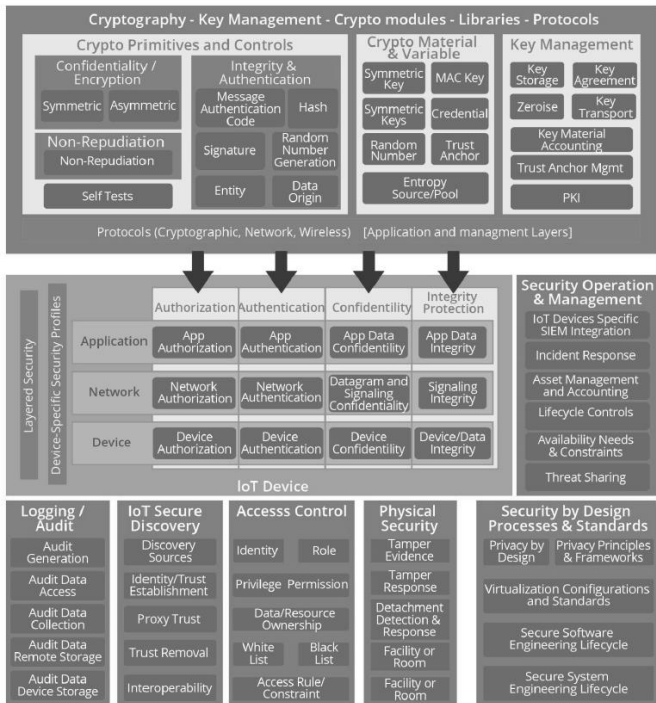 Cryptography - Key Management - Crypto modules - Libraries - Protocols
Crypto Primitives and Controls
Confidentiality /
Encryption
Symmetric
Asymmetric
Non-Repudiation
Non-Repudiation
Self Tests
Integrity &
Authentication
Message
Authentication
Code
Hash
Signature
Random
Number
Generation
Entity
Data
Origin
Crypto Material
& Variable
Symmetric
Key
MAC Key
Symmetric
Keys
Credential
Random
Number
Trust
Anchor
Entropy
Source/Pool
Key Management
Key
Storage
Key
Agreement
Zeroise
Key
Transport
Key Material
Accounting
Trust Anchor Mgmt
PKI
Protocols (Cryptographic, Network, Wireless) [Application and managment Layers]
Layered Security
Device-Specific Security Profiles
Authorization
Authentication
Confidentility
Integrity
Protection
Application
App
Authorization
App
Authentication
App Data
Confidentility
App Data
Integrity
Network
Network
Authorization
Network
Authentication
Datagram and
Signaling
Confidentiality
Signaling
Integrity
Device
Device
Authorization
Device
Authentication
Device
Confidentility
Device/Data
Integrity
IoT Device
Security Operation
& Management
IoT Devices Specific
SIEM Integration
Incident Response
Asset Management
and Accounting
Lifecycle Controls
Availability Needs
& Constraints
Threat Sharing
Logging /
Audit
Audit
Generation
Audit Data
Access
Audit Data
Collection
Audit Data
Remote Storage
Audit Data
Device Storage
IoT Secure
Discovery
Discovery
Sources
Identity/Trust
Establishment
Proxy Trust
Trust Removal
Interoperability
Accesss Control
Identity
Role
Privilege Permission
Data/Resource
Ownership
White
List
Black
List
Access Rule/
Constraint
Physical
Security
Tamper
Evidence
Tamper
Response
Detachment
Detection &
Response
Facility or
Room
Facility or
Room
Security by Design
Processes & Standards
Privacy by
Design
Privacy Principles
& Frameworks
Virtualization Conifigurations
and Standards
Secure Software
Engineering Lifecycle
Secure System
Engineering Lifecycle